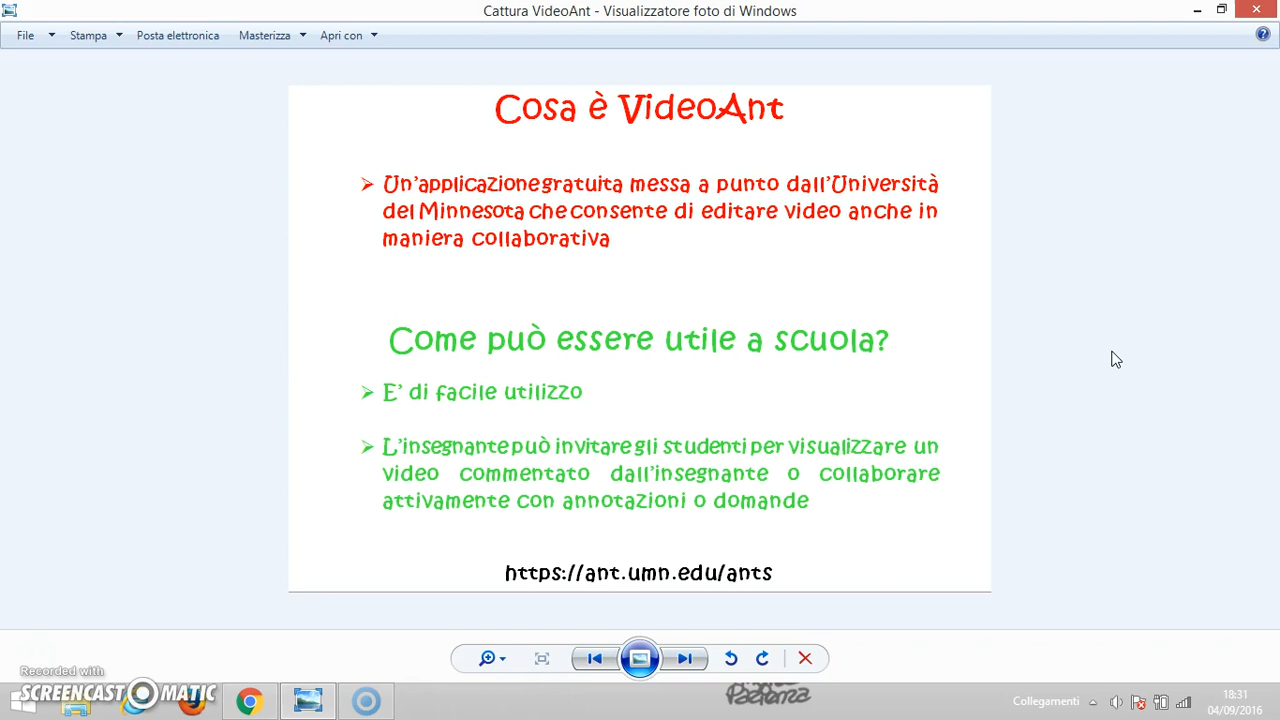 Cattura VideoAnt - Visualizzatore foto di Windows
File Stampa Posta elettronica Masterizza Apri con
Cosa è VideoAnt
Un'applicazione gratuita messa a punto dall'Università
del Minnesota che consente di editare video anche in
maniera collaborativa
Come può essere utile a scuola?
E' di facile utilizzo
L'insegnante può invitare gli studenti per visualizzare un
video commentato dall'insegnante o collaborare
attivamente con annotazioni o domande
https://ant.umn.edu/ants
Recorded with
SCREENCAST MATIC
Collegamenti
18:31
04/09/2016